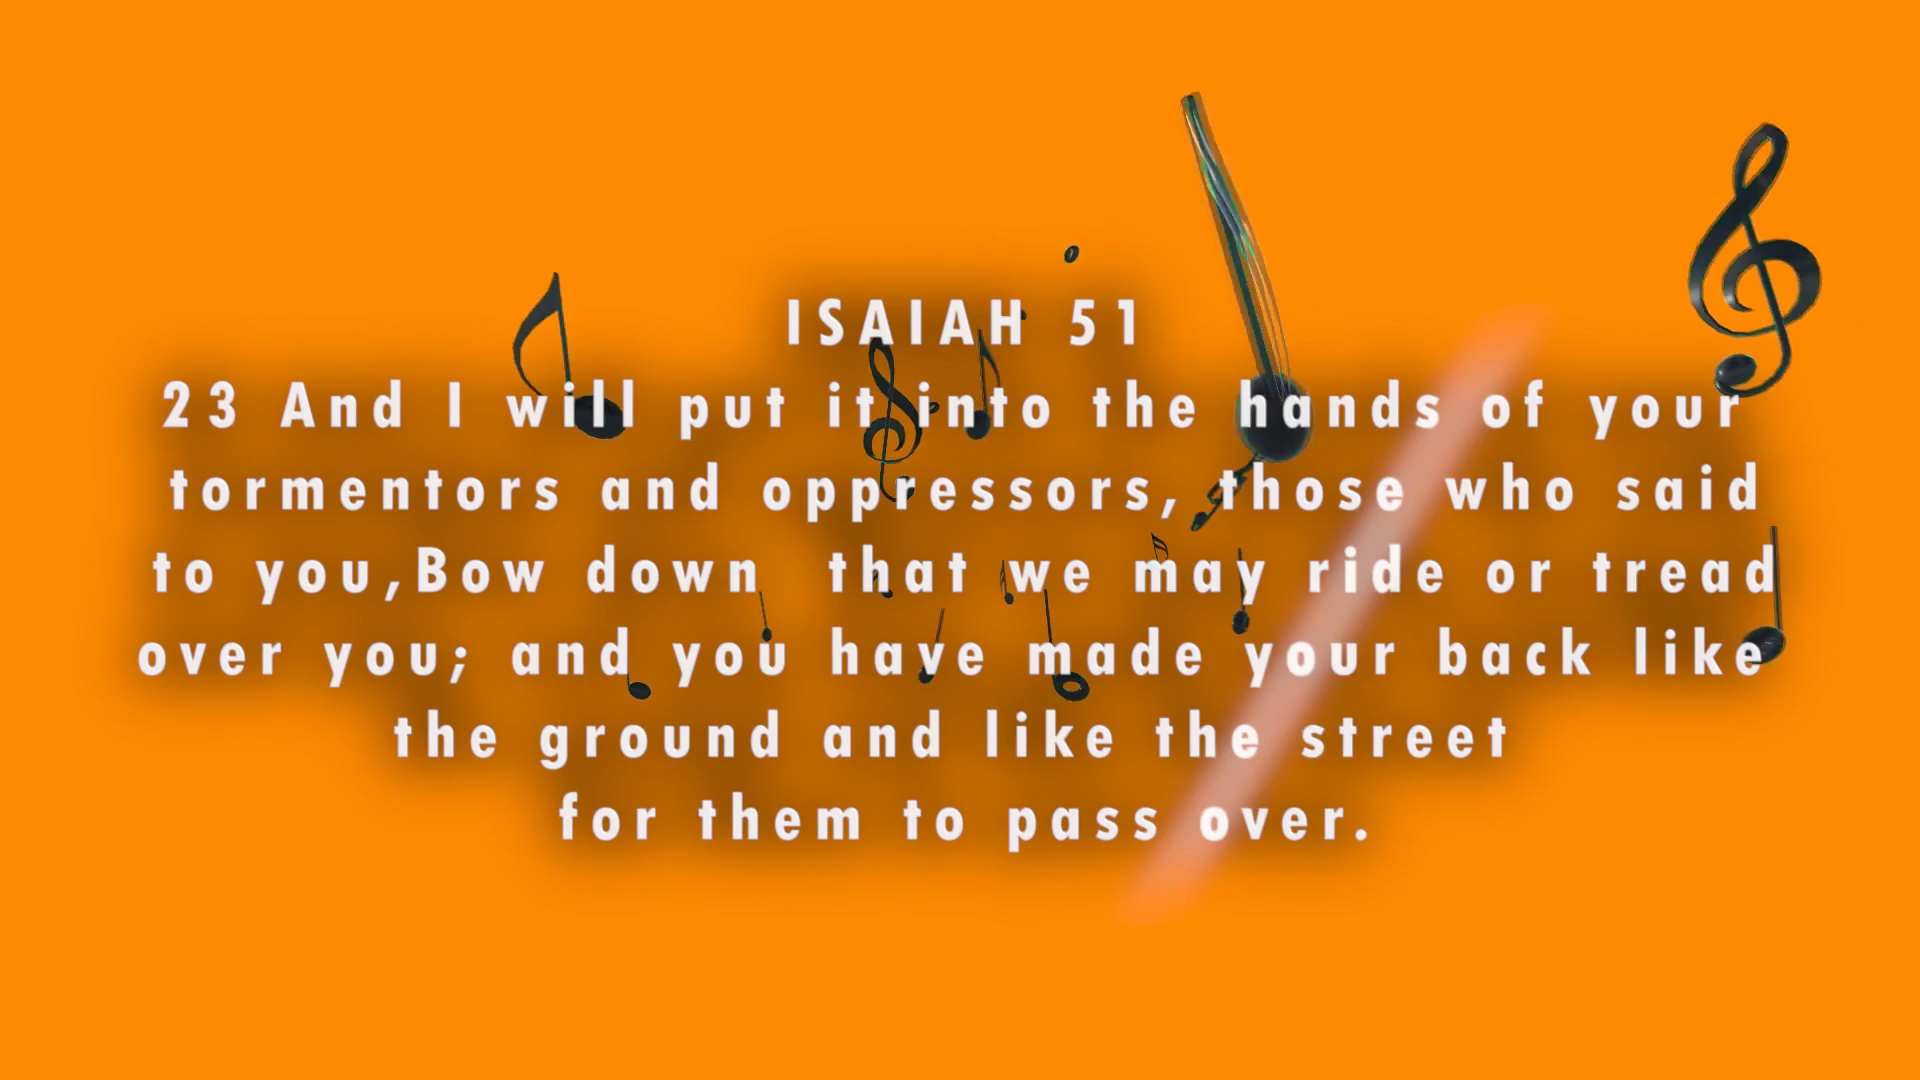 ISAIAH 51
23 And I will put it into the hands of your
tormentors and oppressors, those who said
to you,Bow down  that we may ride or tread
over you; and you have made your back like
the ground and like the street
for them to pass over.